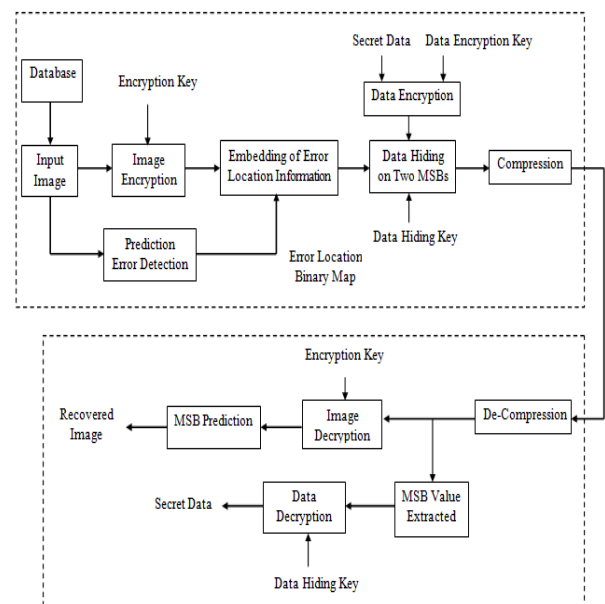 Secret Data
Data Encryption Key
Database
Encryption Key
Data Encryption
Input
Image
Image
Encryption
Embedding of Error
Location Information
Data Hiding
on Two MSBs
Compression
Prediction
Error Detection
Error Location
Binary Map
Data Hiding Key
Encryption Key
Recovered
Image
MSB Prediction
Image
Decryption
De-Compression
Secret Data
Data
Decryption
MSB Value
Extracted
Data Hiding Key